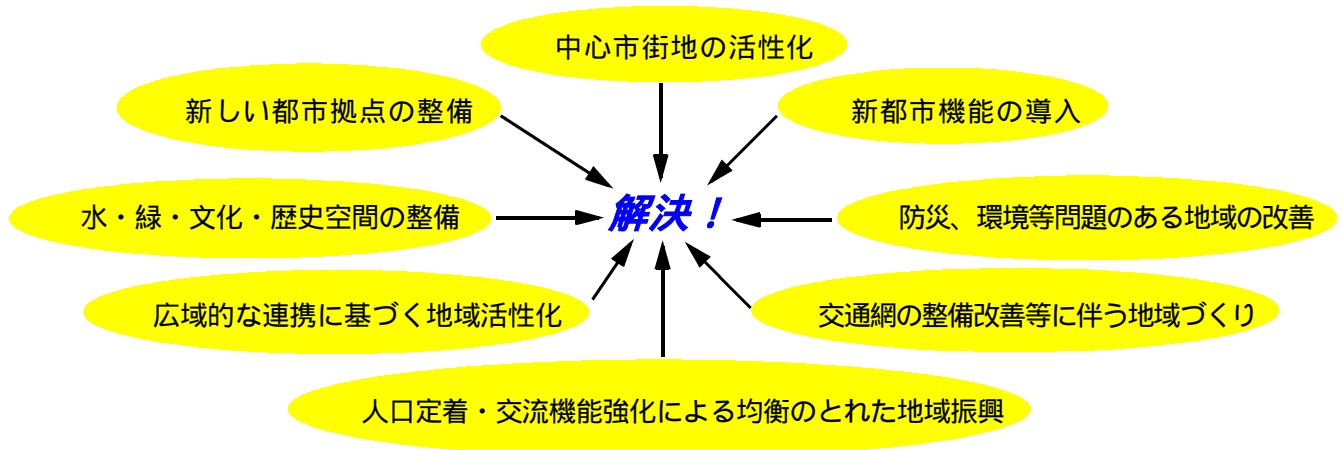 中心市街地の活性化
新しい都市拠点の整備
新都市機能の導入
水・緑・文化・歴史空間の整備
解決！
防災、環境等問題のある地域の改善
広域的な連携に基づく地域活性化
交通網の整備改善等に伴う地域づくり
人口定着・交流機能強化による均衡のとれた地域振興